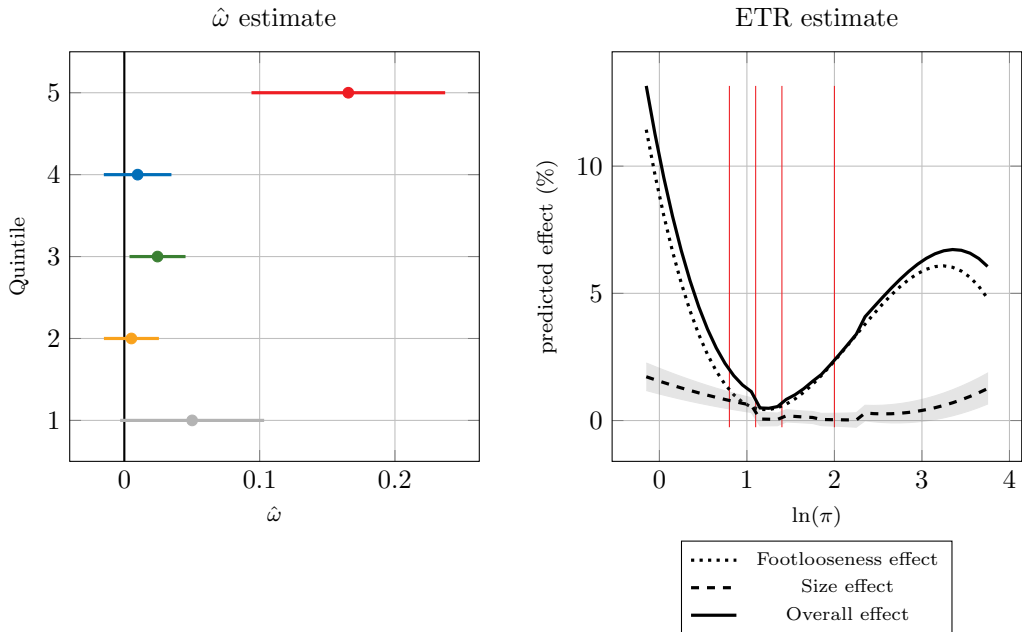 ω̂ estimate
5
4
3
2
1
Quintile
0
0.1
0.2
ω̂
ETR estimate
10
5
0
predicted effect (%)
0
1
2
3
4
ln(π)
Footlooseness effect
Size effect
Overall effect